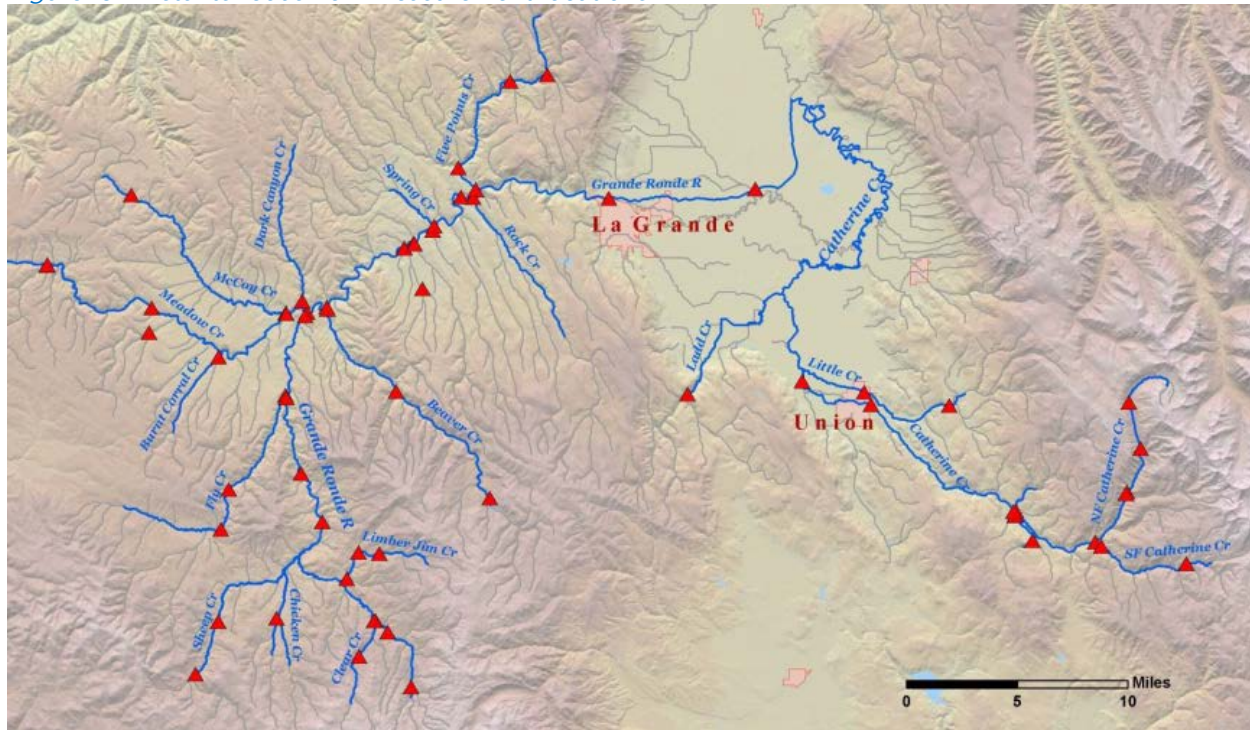 Five Points Cr
Dark Canyon Cr
Spring Cr
Grande Ronde R
La Grande
Rock Cr
Catherine Cr
McCoy Cr
Meadow Cr
Ladd Cr
Burnt Corral Cr
Little Cr
Union
Beaver Cr
Grande Ronde R
Catherine Cr
NF Catherine Cr
Fly Cr
Limber Jim Cr
SF Catherine Cr
Sheep Cr
Chicken Cr
Clear Cr
Miles
0 5 10